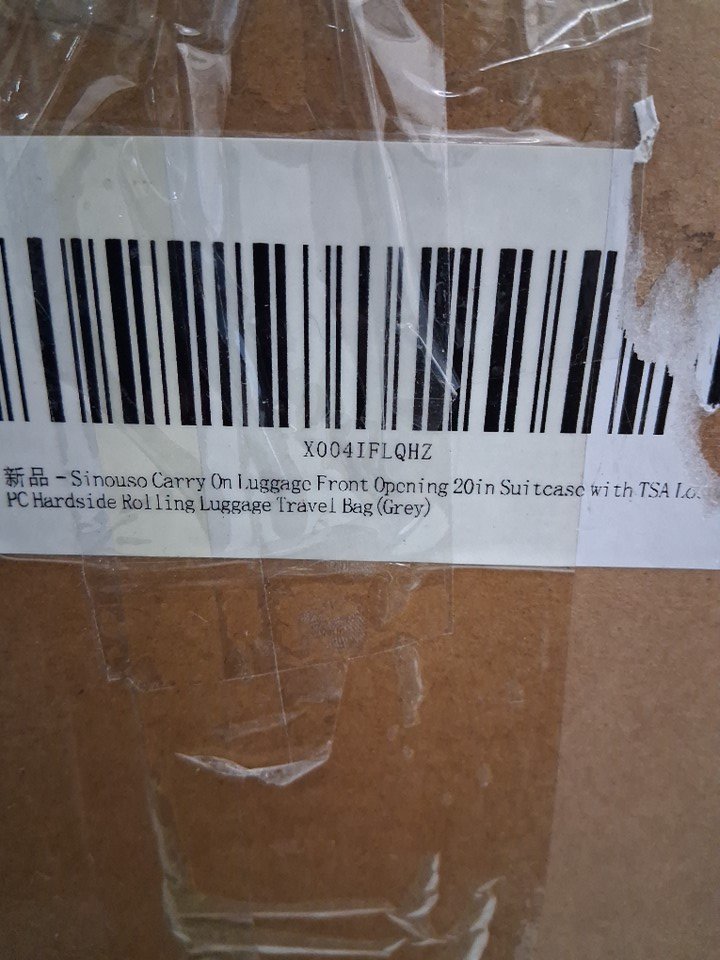 X004IFLQHZ
新品 - Sinouso Carry On Luggage Front Opening 20in Suitcase with TSA
PC Hardside Rolling Luggage Travel Bag (Grey)